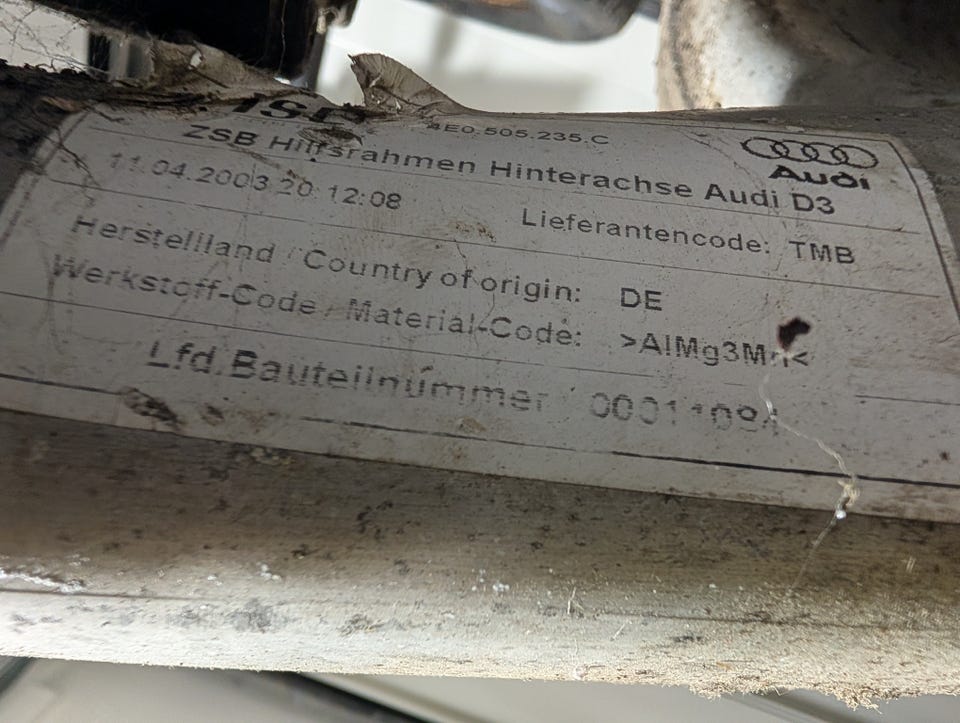 4E0.505.235.C
ZSB Hilfsrahmen Hinterachse Audi D3
Audi
11.04.2003 20:12:08
Lieferantencode: TMB
Herstellland / Country of origin: DE
Werkstoff-Code / Material-Code: >AlMg3Mn<
Lfd.Bauteilnummer